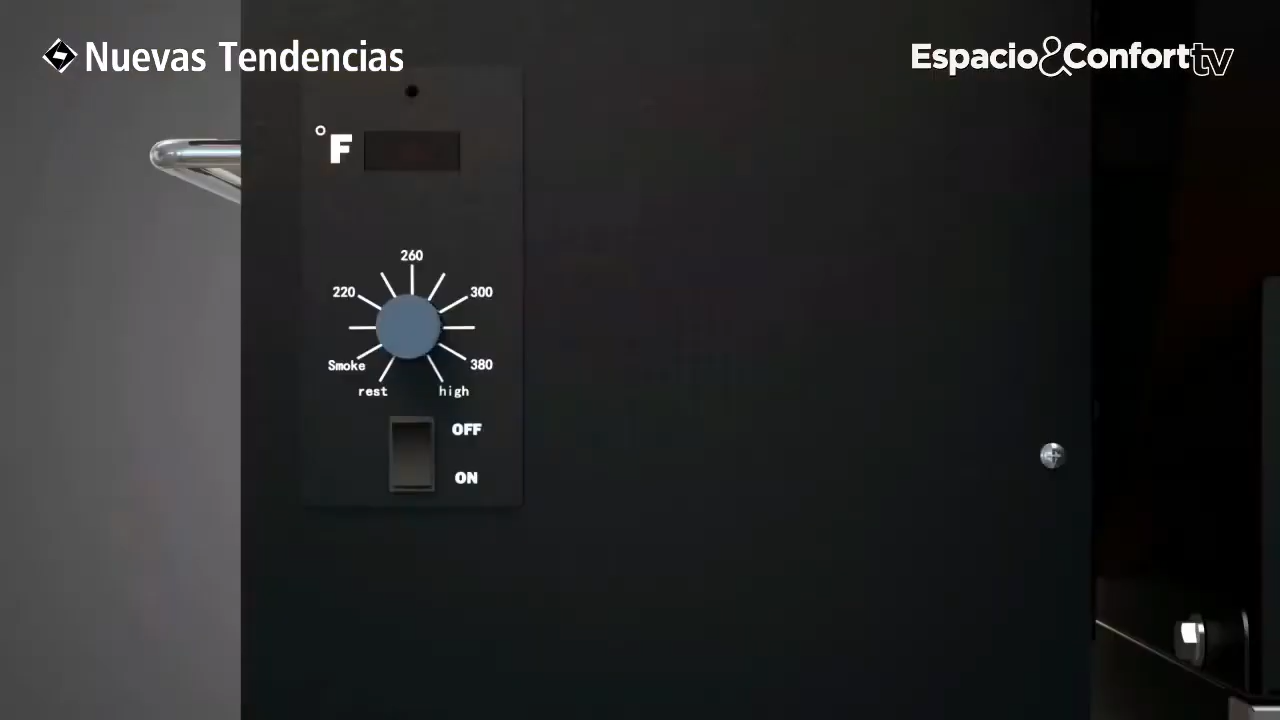 Nuevas Tendencias
Espacio&Confort tv
°F
260
220
300
Smoke
380
rest
high
OFF
ON